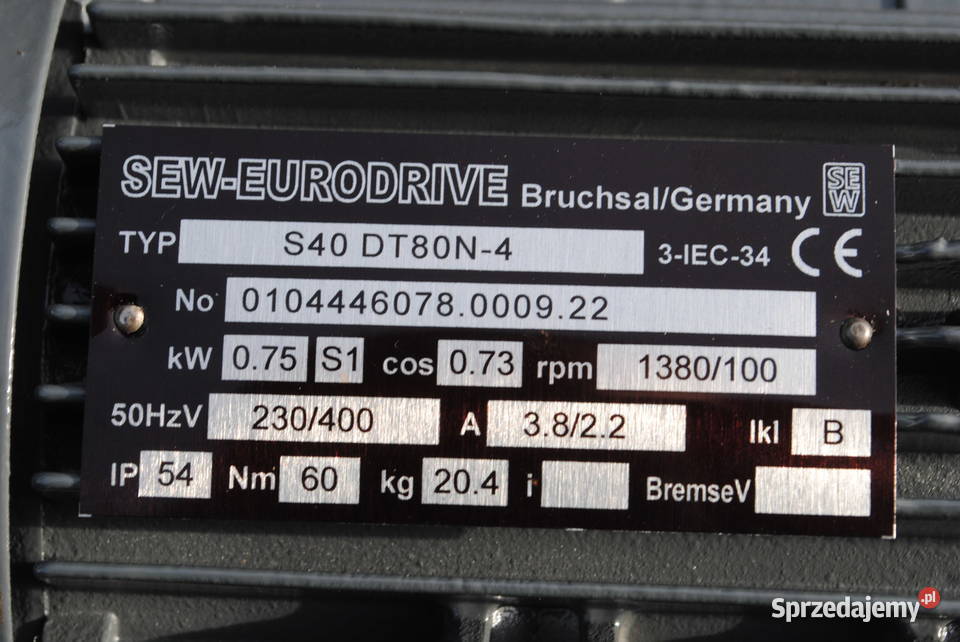 SEW-EURODRIVE Bruchsal/Germany SEW
TYP S40 DT80N-4 3-IEC-34 CE
No 0104446078.0009.22
kW 0.75 S1 cos 0.73 rpm 1380/100
50HzV 230/400 A 3.8/2.2 Ikl B
IP 54 Nm 60 kg 20.4 i BremseV
Sprzedajemy.pl